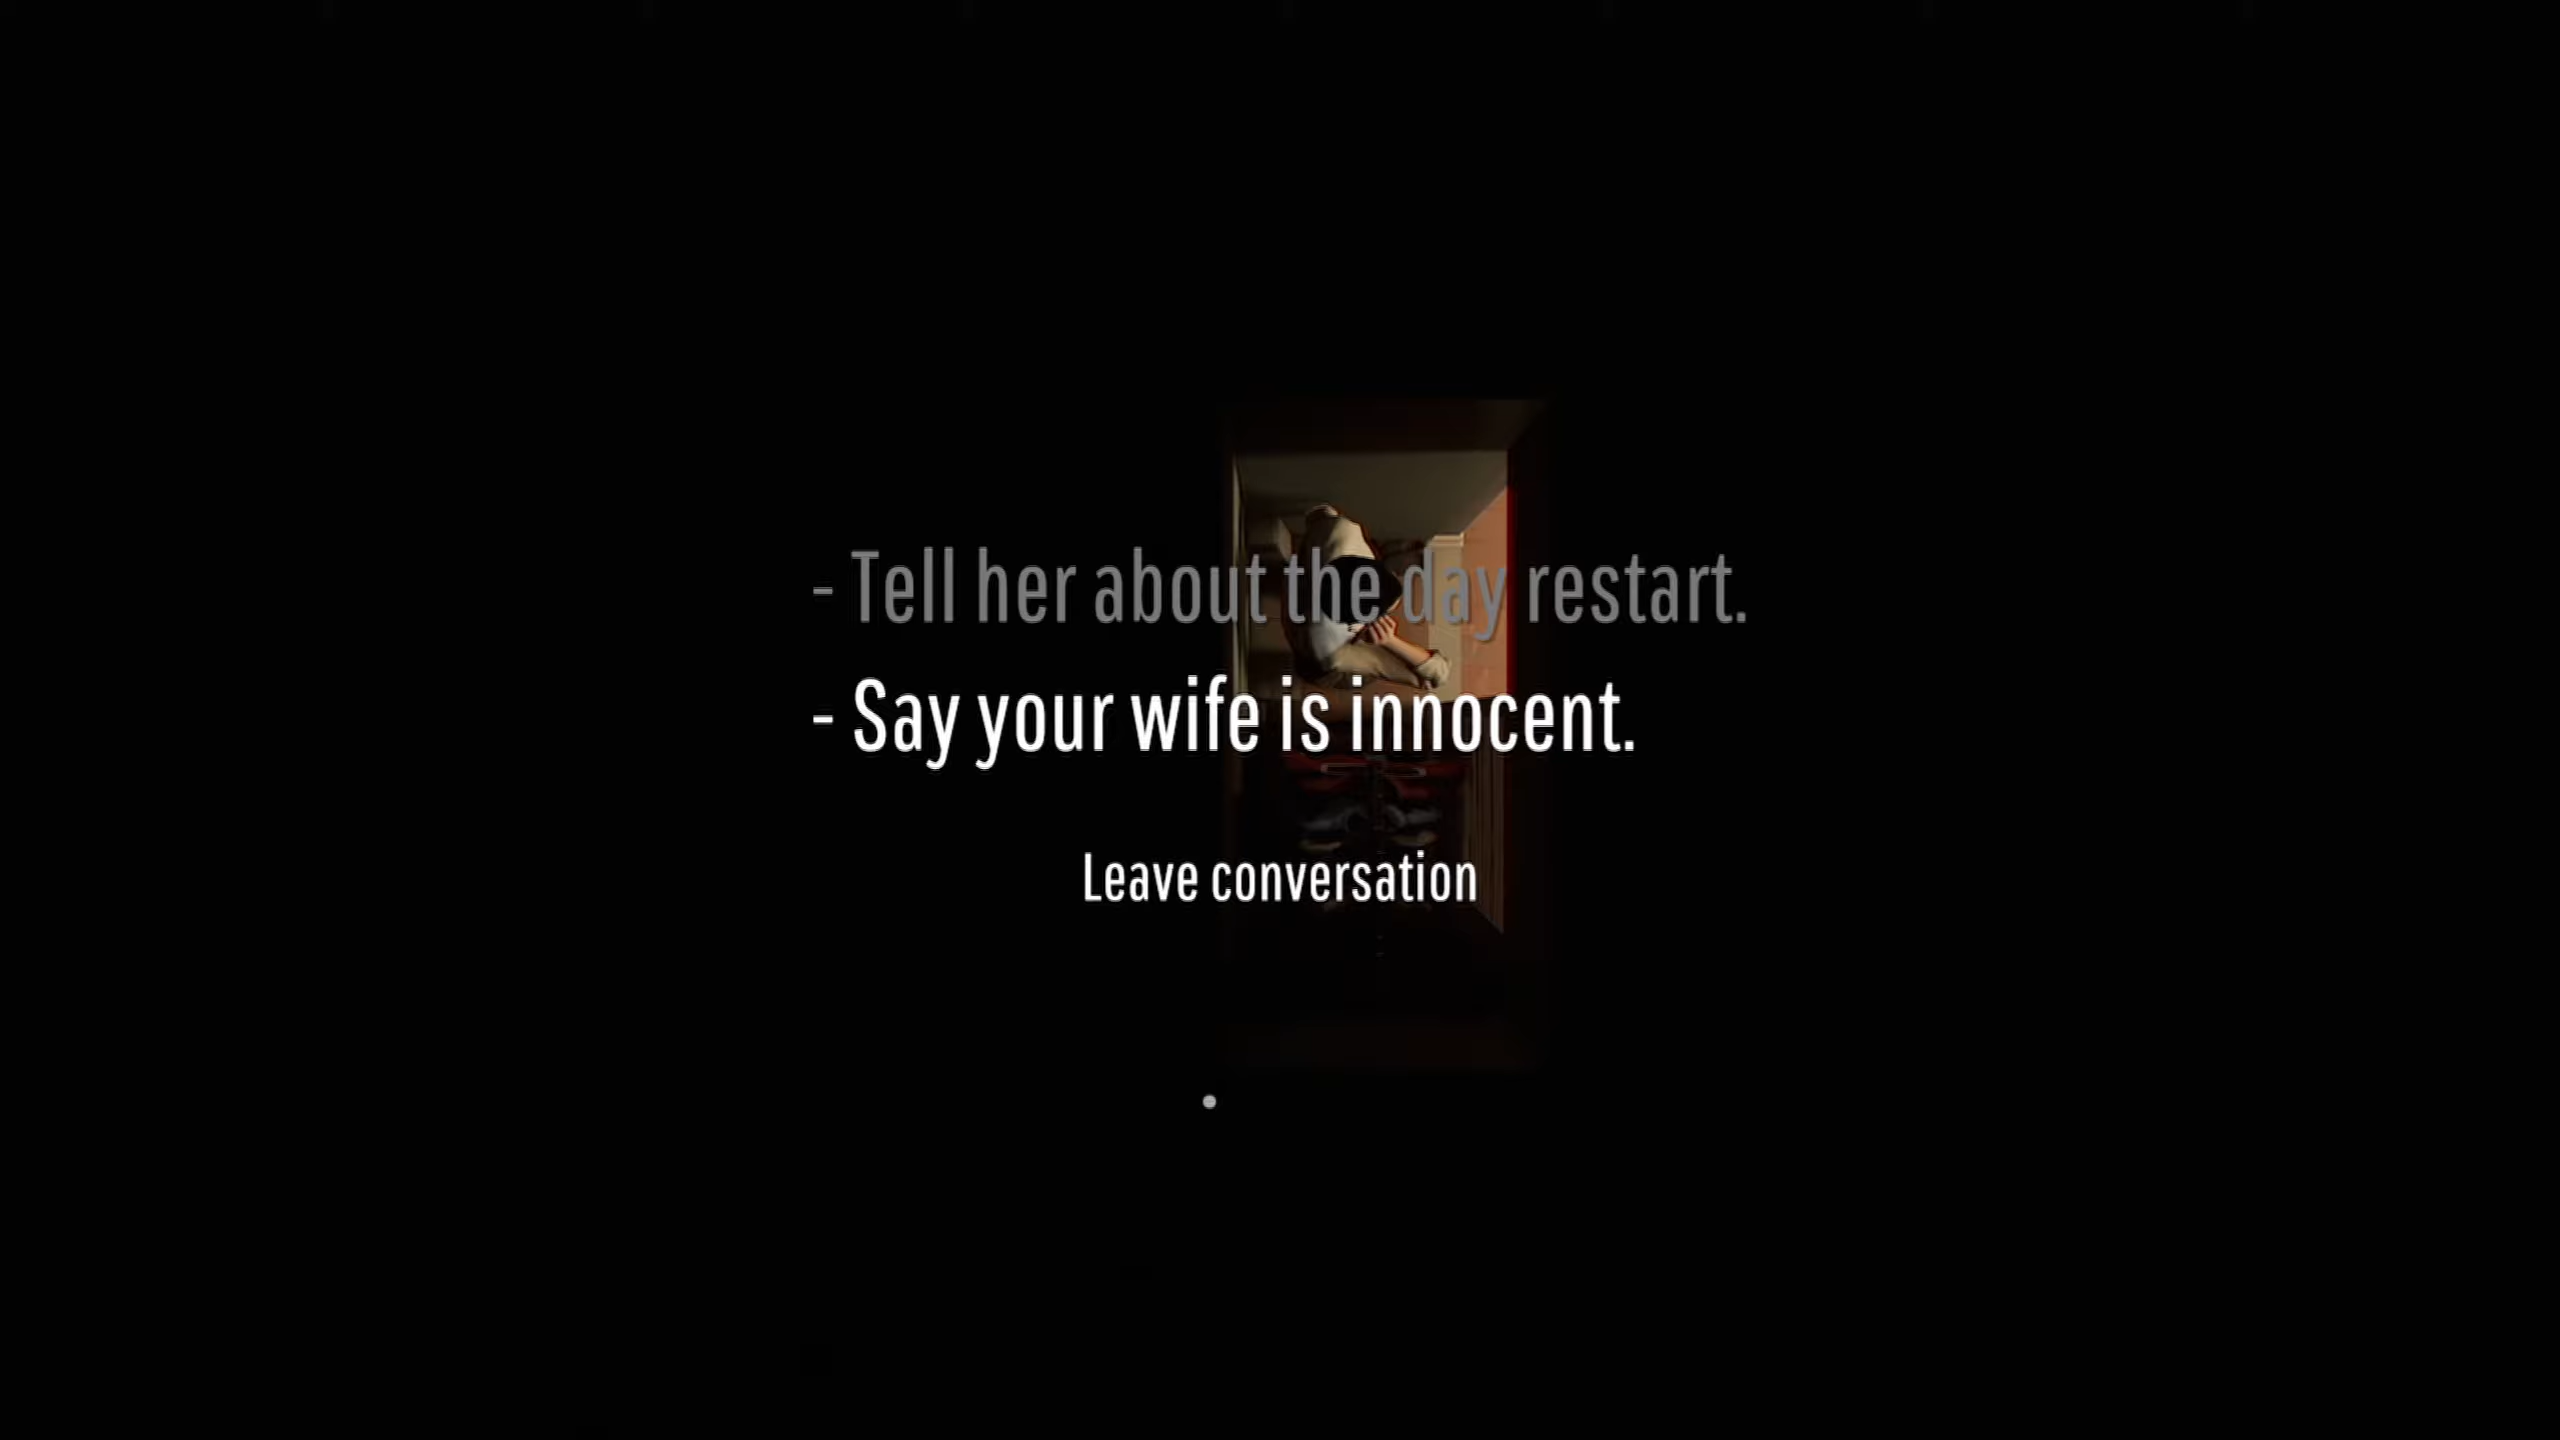 - Tell her about the day restart.
- Say your wife is innocent.
Leave conversation